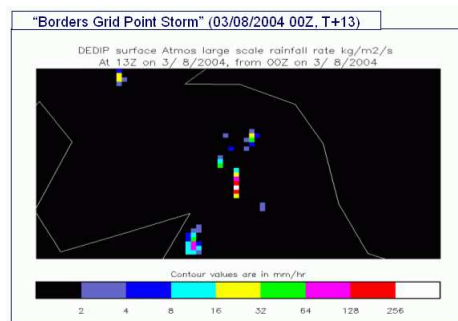 “Borders Grid Point Storm” (03/08/2004 00Z, T+13)
DEDIP surface Atmos large scale rainfall rate kg/m2/s
At 13Z on 3/ 8/2004, from 00Z on 3/ 8/2004
Contour values are in mm/hr
2 4 8 16 32 64 128 256